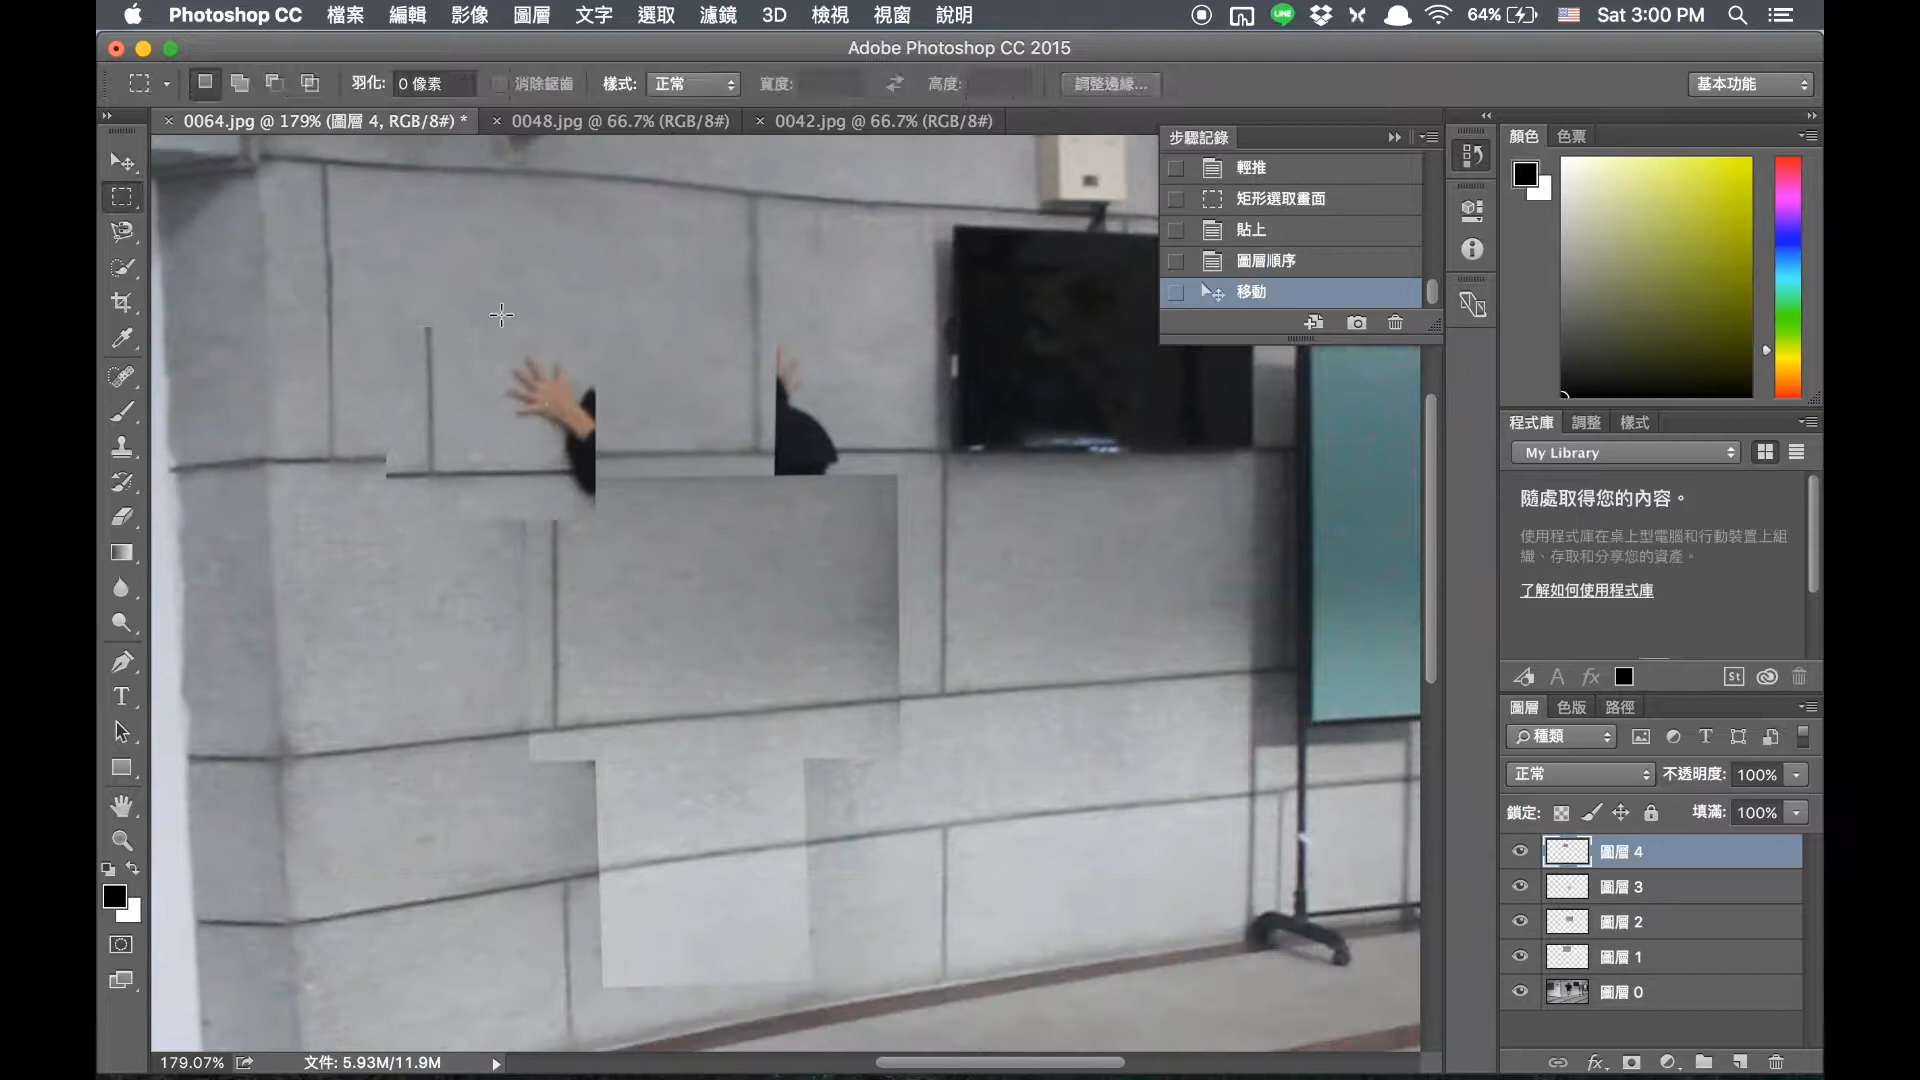 Photoshop CC 檔案 編輯 影像 圖層 文字 選取 濾鏡 3D 檢視 視窗 說明 64% Sat 3:00 PM
Adobe Photoshop CC 2015
羽化: 0 像素 消除鋸齒 樣式: 正常 寬度: 高度: 調整邊緣... 基本功能
× 0064.jpg @ 179% (圖層 4, RGB/8#) * × 0048.jpg @ 66.7% (RGB/8#) × 0042.jpg @ 66.7% (RGB/8#)
步驟記錄
輕推
矩形選取畫面
貼上
圖層順序
移動
顏色 色票
程式庫 調整 樣式
My Library
隨處取得您的內容。
使用程式庫在桌上型電腦和行動裝置上組
織、存取和分享您的資產。
了解如何使用程式庫
St
圖層 色版 路徑
種類
正常 不透明度: 100%
鎖定: 填滿: 100%
圖層 4
圖層 3
圖層 2
圖層 1
圖層 0
179.07% 文件: 5.93M/11.9M